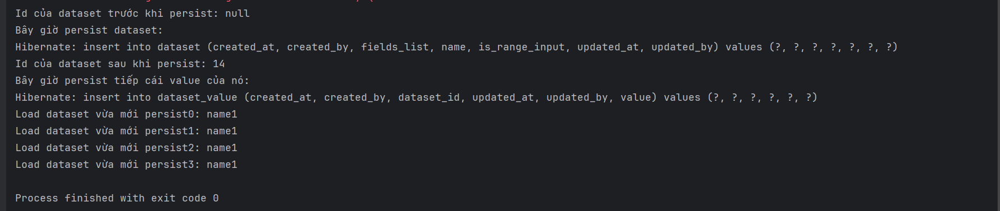 Id của dataset trước khi persist: null
Bây giờ persist dataset:
Hibernate: insert into dataset (created_at, created_by, fields_list, name, is_range_input, updated_at, updated_by) values (?, ?, ?, ?, ?, ?, ?)
Id của dataset sau khi persist: 14
Bây giờ persist tiếp cái value của nó:
Hibernate: insert into dataset_value (created_at, created_by, dataset_id, updated_at, updated_by, value) values (?, ?, ?, ?, ?, ?)
Load dataset vừa mới persist0: name1
Load dataset vừa mới persist1: name1
Load dataset vừa mới persist2: name1
Load dataset vừa mới persist3: name1
Process finished with exit code 0